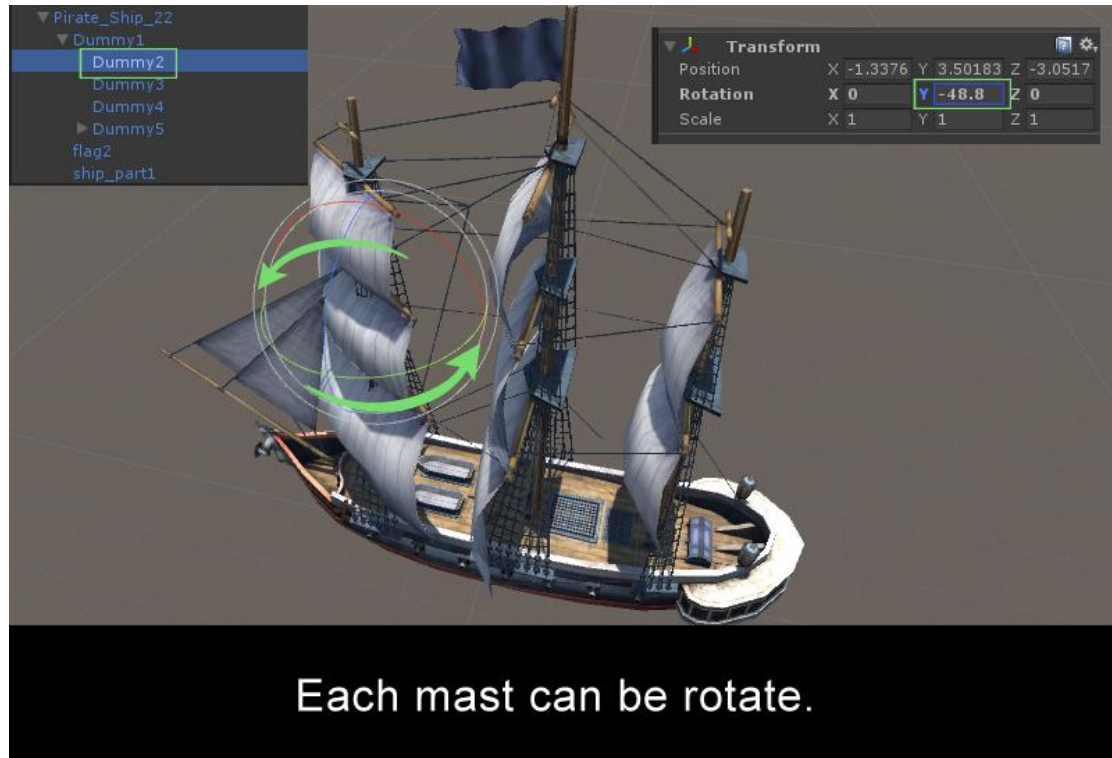 Pirate_Ship_22
Dummy1
Dummy2
Dummy3
Dummy4
Dummy5
flag2
ship_part1
Transform
Position X -1.3376 Y 3.50183 Z -3.0517
Rotation X 0 Y -48.8 Z 0
Scale X 1 Y 1 Z 1
Each mast can be rotate.